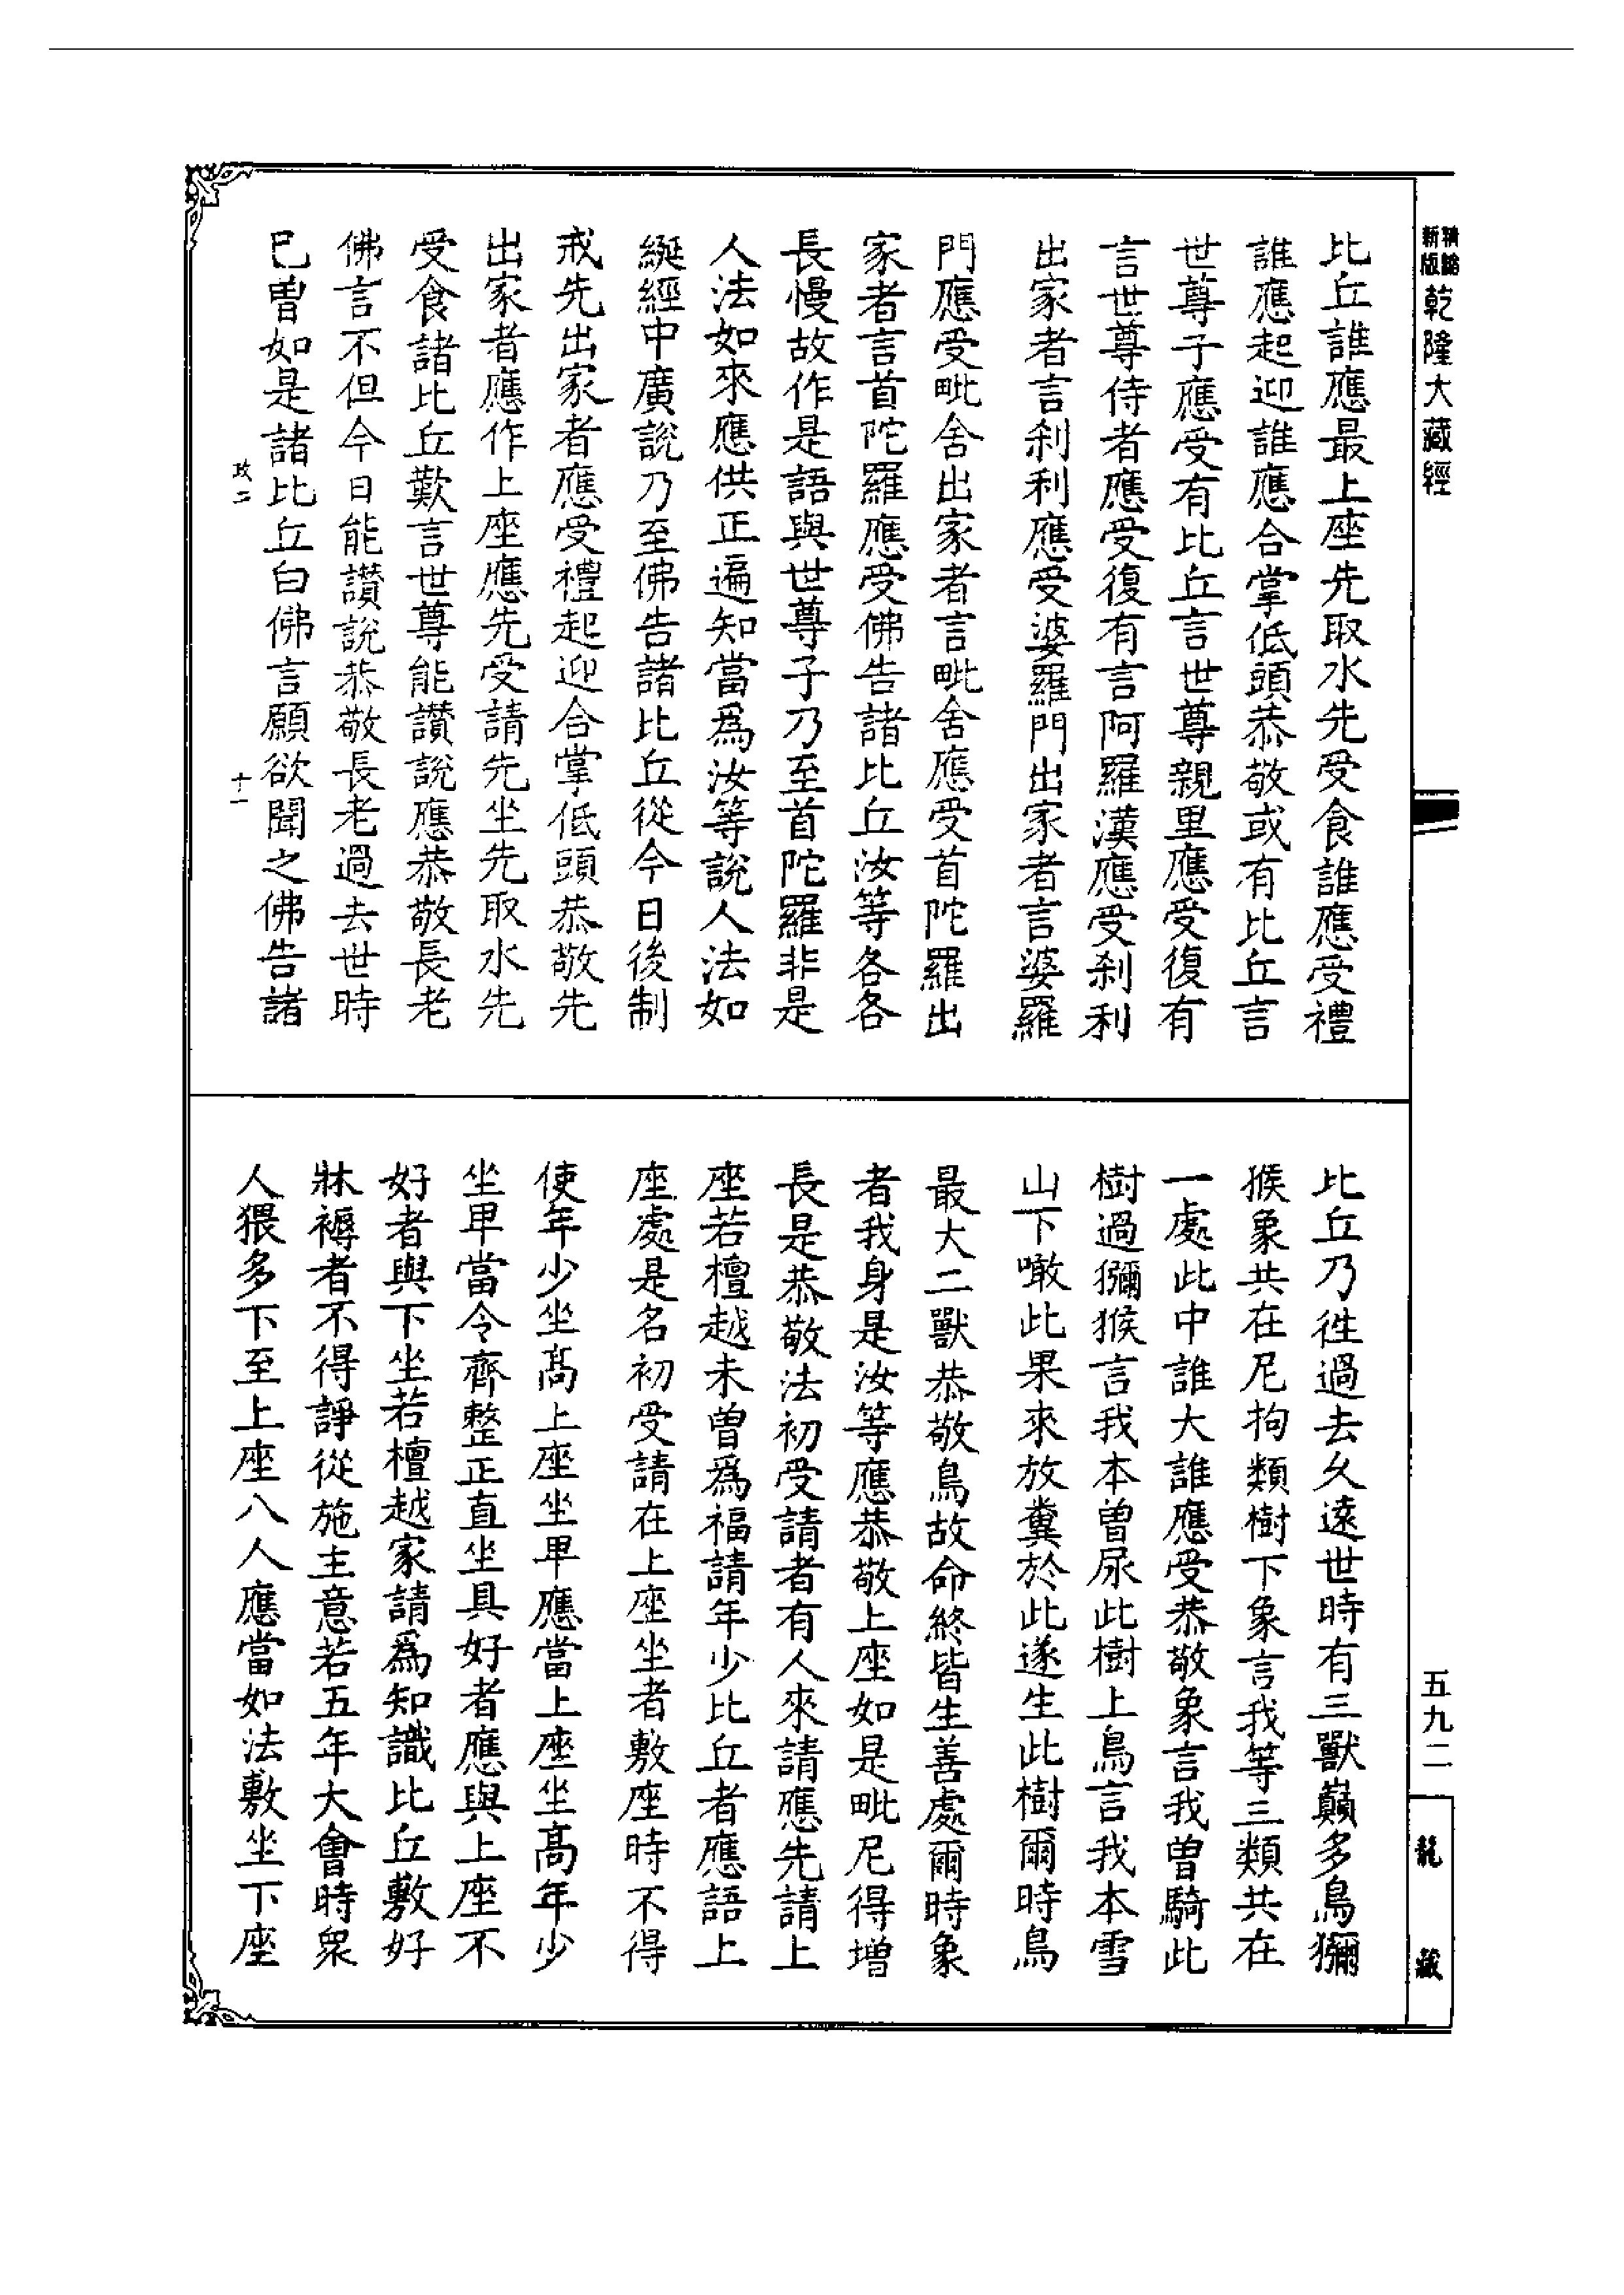 新版
精縮
乾隆大藏經
比丘誰應最上座先取水先受食誰應受禮
誰應起迎誰應合掌低頭恭敬或有比丘言
世尊子應受有比丘言世尊親里應受復有
言世尊侍者應受復有言阿羅漢應受刹利
出家者言刹利應受婆羅門出家者言婆羅
門應受毗舍出家者言毗舍應受首陀羅出
家者言首陀羅應受佛告諸比丘汝等各各
長慢故作是語與世尊子乃至首陀羅非是
人法如來應供正遍知當爲汝等說人法如
綖經中廣說乃至佛告諸比丘從今日後制
戒先出家者應受禮起迎合掌低頭恭敬先
出家者應作上座應先受請先坐先取水先
受食諸比丘歎言世尊能讃說應恭敬長老
佛言不但今日能讃說恭敬長老過去世時
已曽如是諸比丘白佛言願欲聞之佛告諸
攻二
十一
比丘乃徃過去久遠世時有三獸巔多鳥獼
猴象共在尼拘類樹下象言我等三類共在
一處此中誰大誰應受恭敬象言我曽騎此
樹過獼猴言我本曽尿此樹上鳥言我本雪
山下噉此果來放糞於此遂生此樹爾時鳥
最大二獸恭敬鳥故命終皆生善處爾時象
者我身是汝等應恭敬上座如是毗尼得增
長是恭敬法初受請者有人來請應先請上
座若檀越未曽爲福請年少比丘者應語上
座處是名初受請在上座坐者敷座時不得
使年少坐髙上座坐甲應當上座坐髙年少
坐甲當令齊整正直坐具好者應與上座不
好者與下坐若檀越家請爲知識比丘敷好
牀褥者不得諍從施主意若五年大會時衆
人猥多下至上座八人應當如法敷坐下座
五九二
龍藏